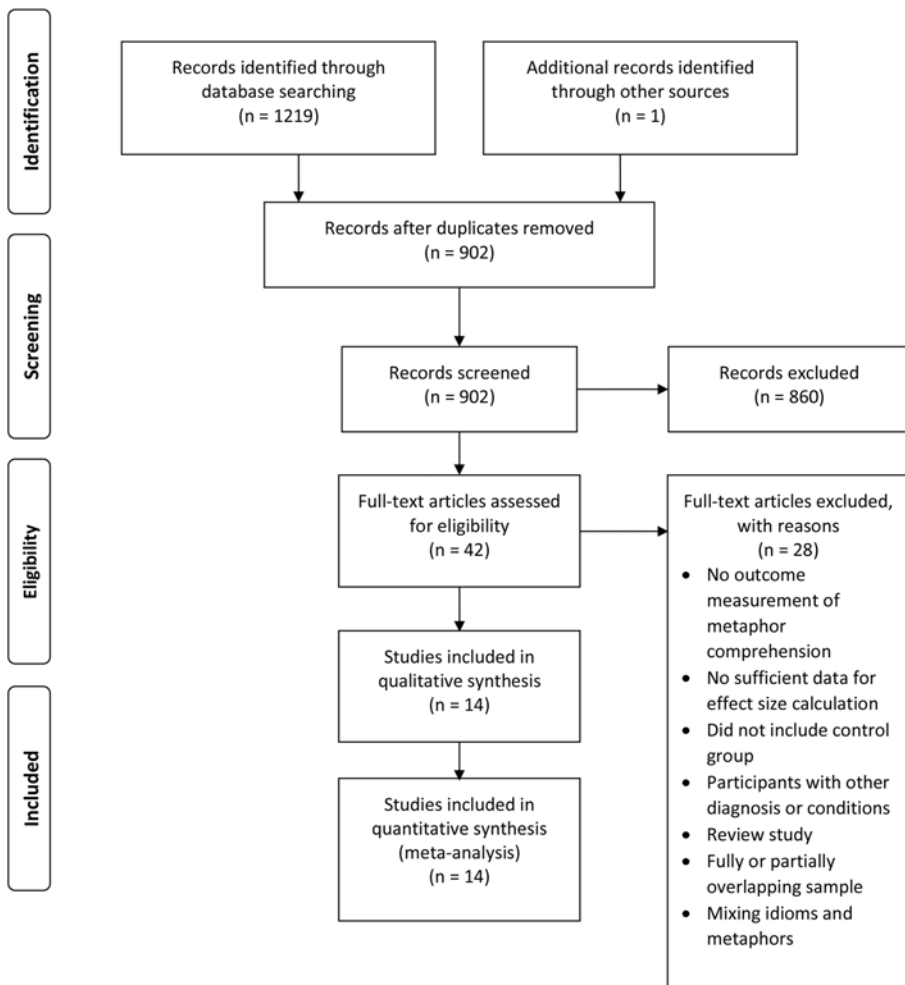 Identification
Records identified through
database searching
(n = 1219)
Additional records identified
through other sources
(n = 1)
Records after duplicates removed
(n = 902)
Screening
Records screened
(n = 902)
Records excluded
(n = 860)
Eligibility
Full-text articles assessed
for eligibility
(n = 42)
Full-text articles excluded,
with reasons
(n = 28)
• No outcome
measurement of
metaphor
comprehension
• No sufficient data for
effect size calculation
• Did not include control
group
• Participants with other
diagnosis or conditions
• Review study
• Fully or partially
overlapping sample
• Mixing idioms and
metaphors
Studies included in
qualitative synthesis
(n = 14)
Included
Studies included in
quantitative synthesis
(meta-analysis)
(n = 14)